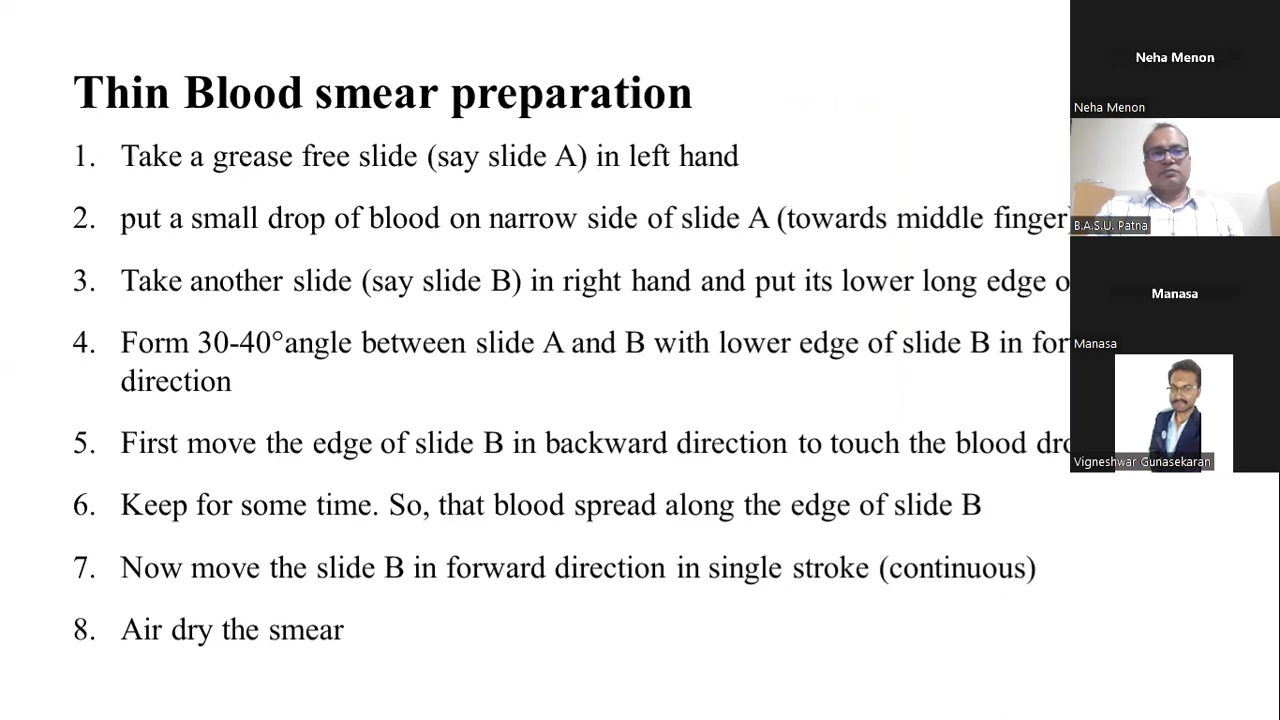 Thin Blood smear preparation
1. Take a grease free slide (say slide A) in left hand
2. put a small drop of blood on narrow side of slide A (towards middle finger)
3. Take another slide (say slide B) in right hand and put its lower long edge
4. Form 30-40°angle between slide A and B with lower edge of slide B in
direction
5. First move the edge of slide B in backward direction to touch the blood
6. Keep for some time. So, that blood spread along the edge of slide B
7. Now move the slide B in forward direction in single stroke (continuous)
8. Air dry the smear
Neha Menon
Neha Menon
B.A.S.U. Patna
Manasa
Manasa
Vigneshwar Gunasekaran